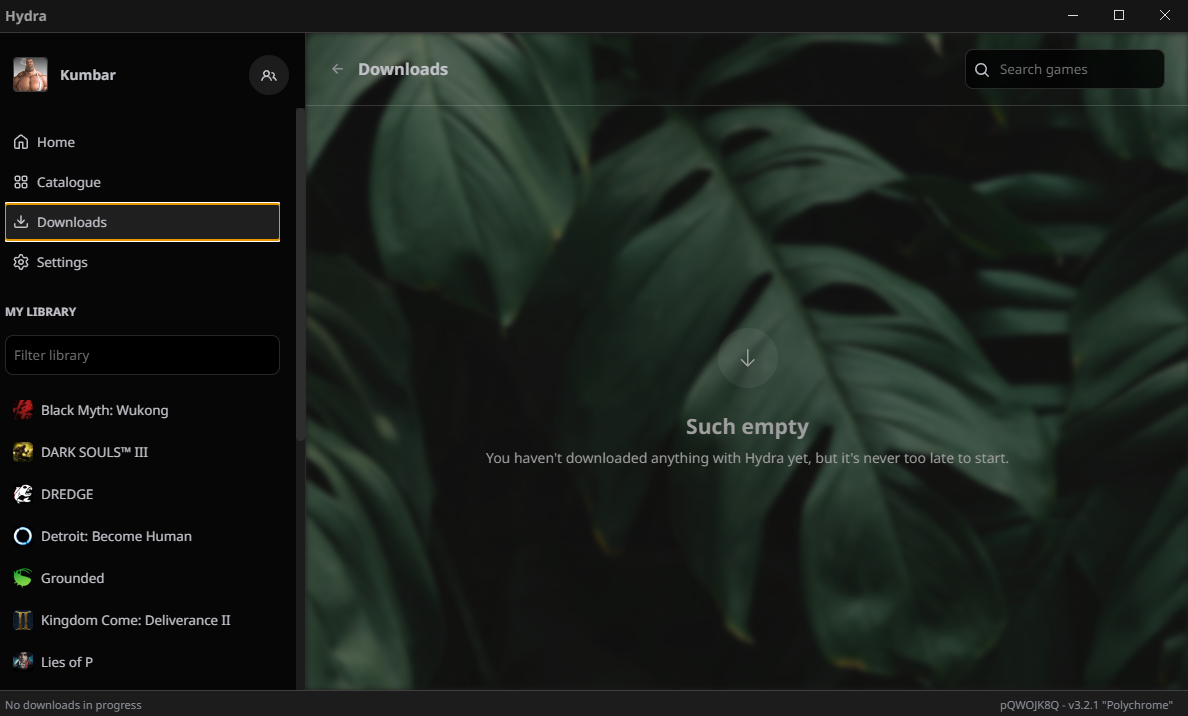 Hydra
Kumbar
Home
Catalogue
Downloads
Settings
MY LIBRARY
Filter library
Black Myth: Wukong
DARK SOULS™ III
DREDGE
Detroit: Become Human
Grounded
Kingdom Come: Deliverance II
Lies of P
Downloads
Search games
Such empty
You haven't downloaded anything with Hydra yet, but it's never too late to start.
No downloads in progress
pQWOJK8Q - v3.2.1 "Polychrome"